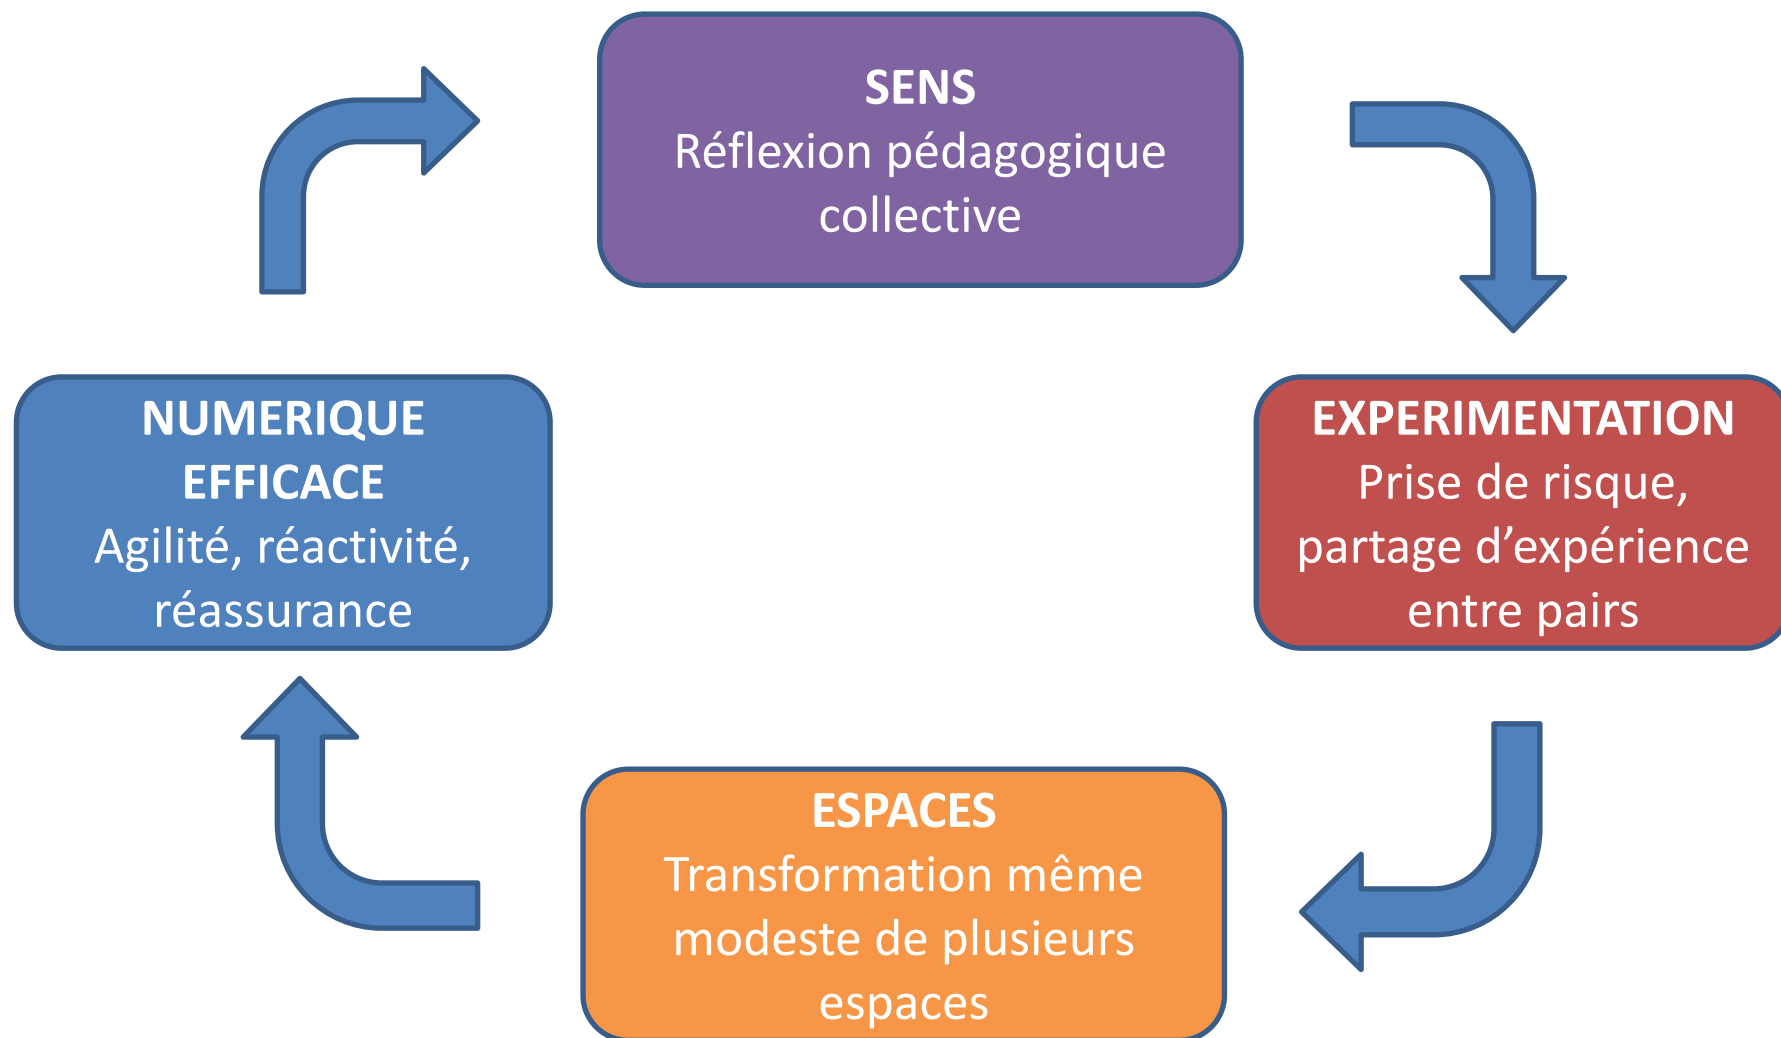 SENS
Réflexion pédagogique
collective
NUMERIQUE
EFFICACE
Agilité, réactivité,
réassurance
EXPERIMENTATION
Prise de risque,
partage d’expérience
entre pairs
ESPACES
Transformation même
modeste de plusieurs
espaces